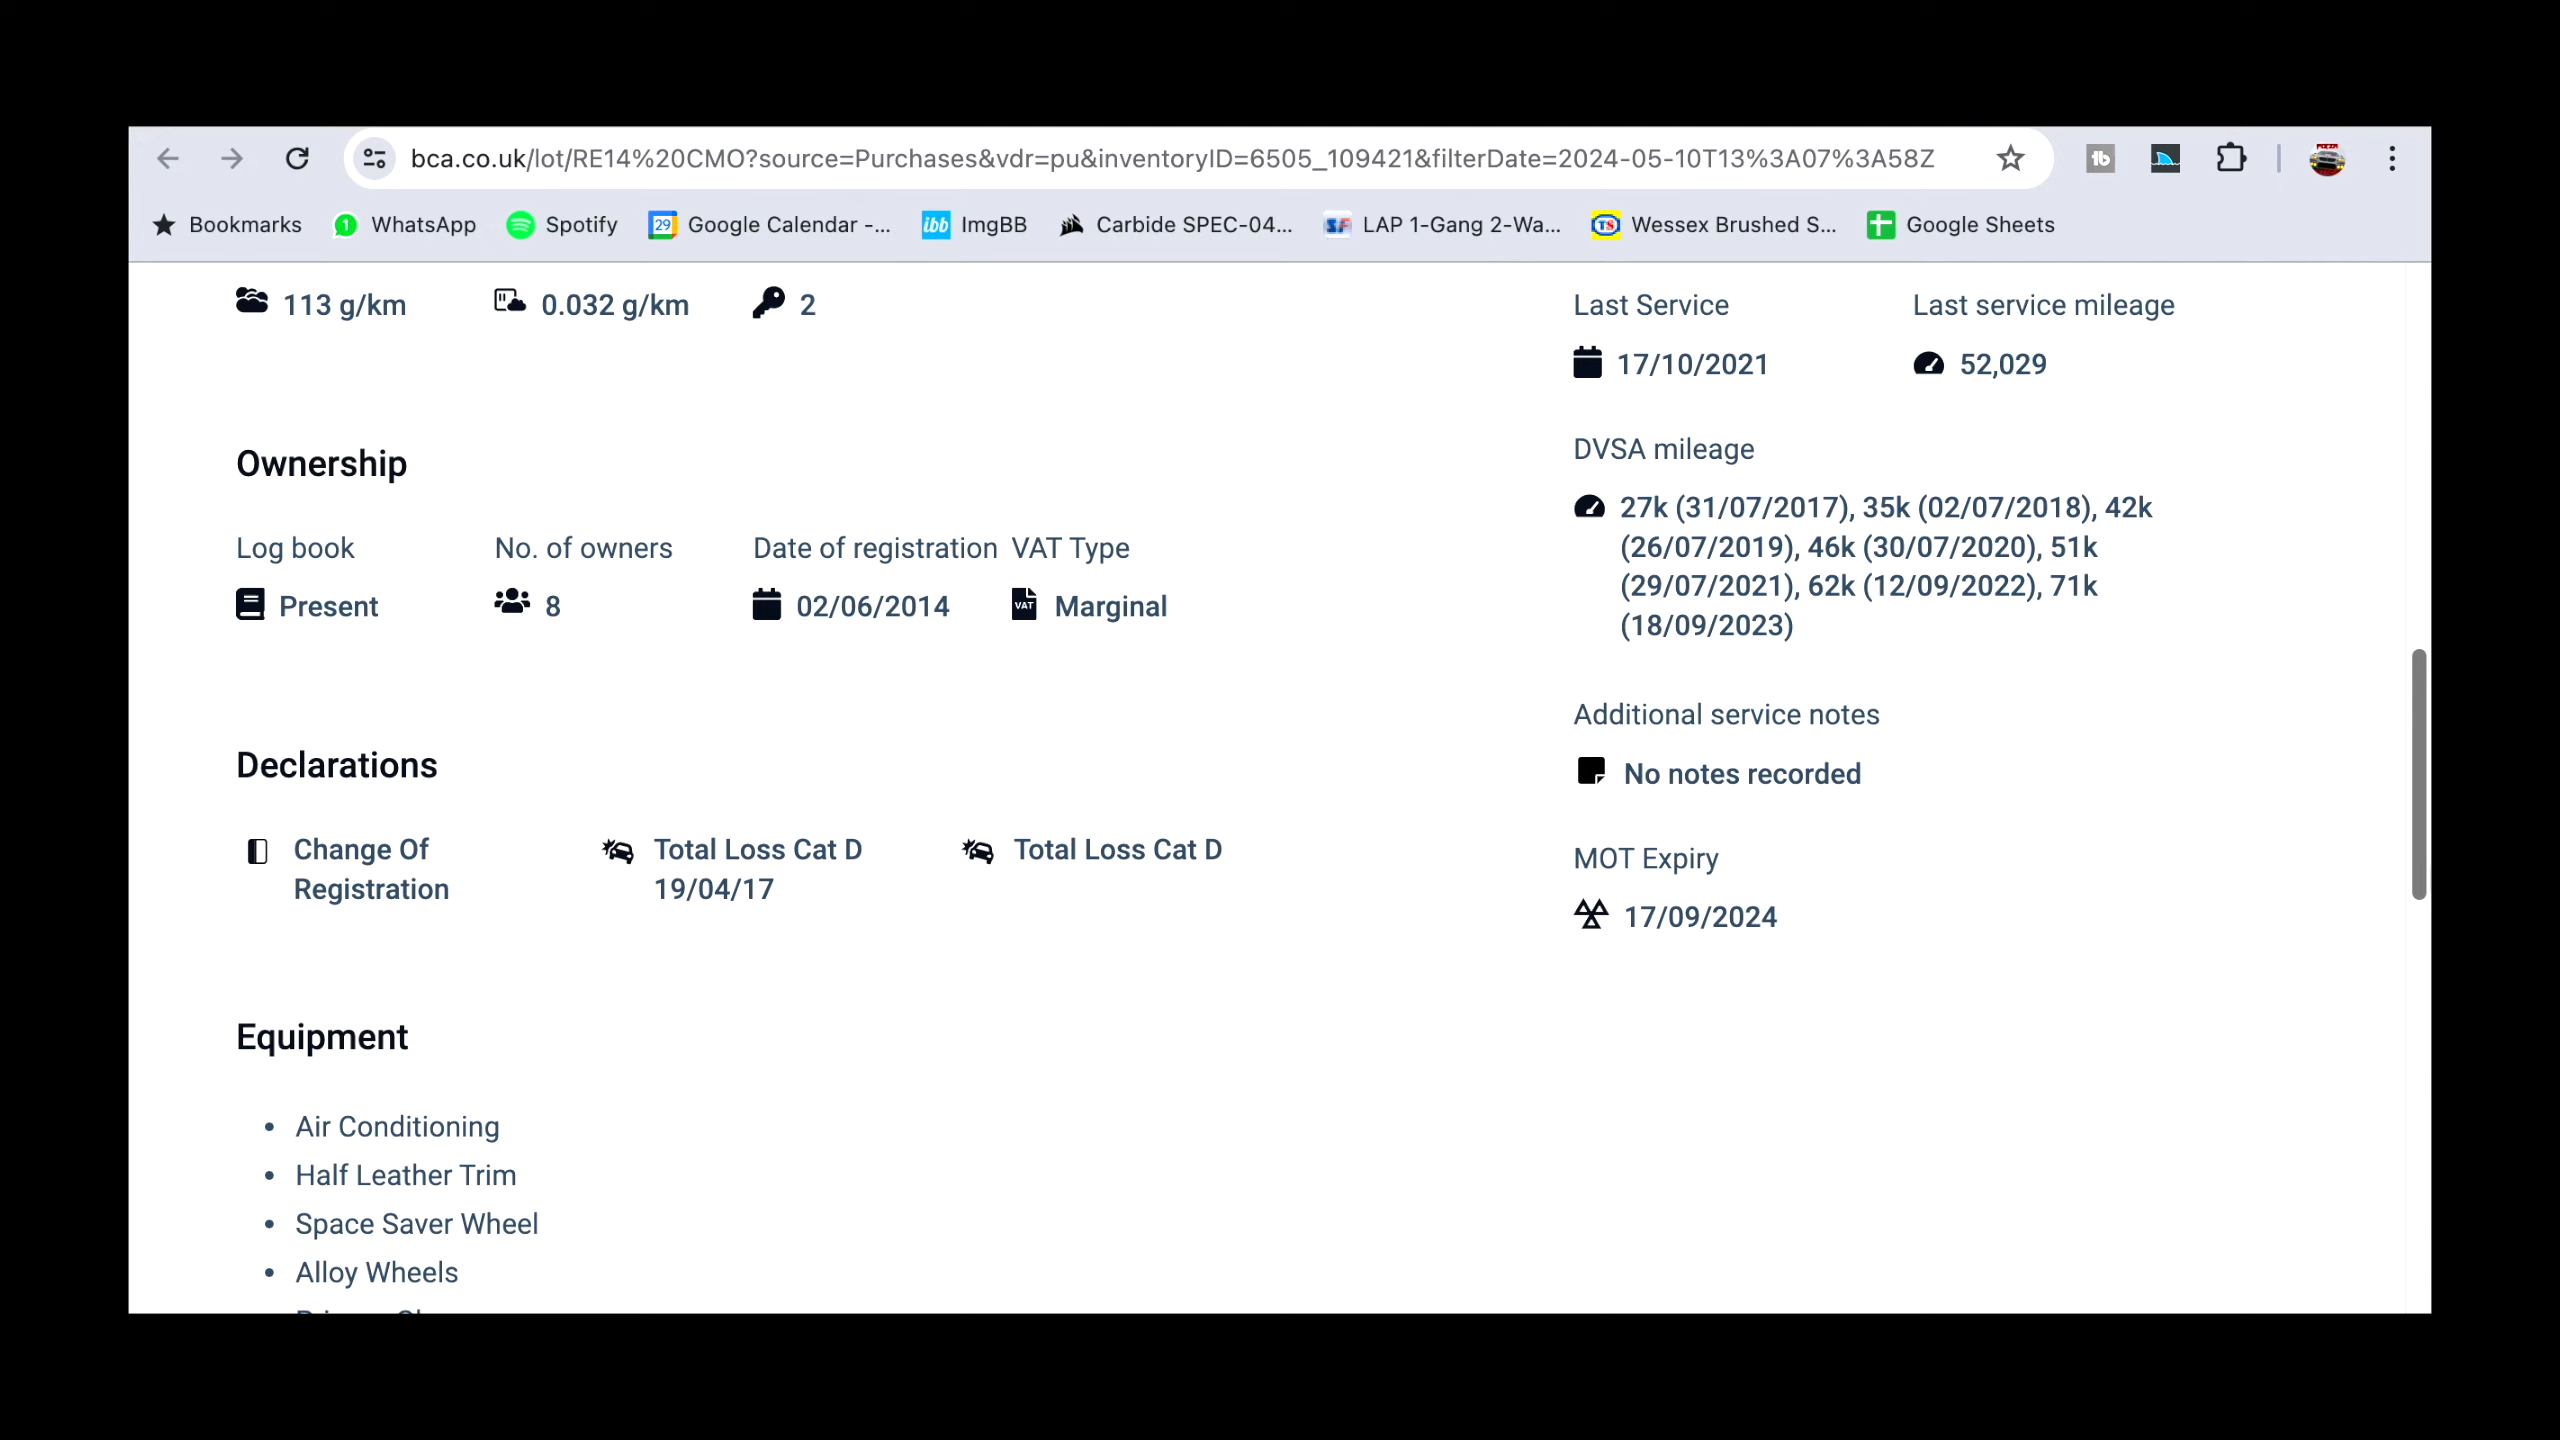 bca.co.uk/lot/RE14%20CMO?source=Purchases&vdr=pu&inventoryID=6505_109421&filterDate=2024-05-10T13%3A07%3A58Z
Bookmarks
WhatsApp
Spotify
29
Google Calendar -...
ibb
ImgBB
Carbide SPEC-04...
SF
LAP 1-Gang 2-Wa...
TS
Wessex Brushed S...
Google Sheets
113 g/km
0.032 g/km
2
Ownership
Log book
No. of owners
Date of registration
VAT Type
Present
8
02/06/2014
VAT
Marginal
Declarations
Change Of
Registration
Total Loss Cat D
19/04/17
Total Loss Cat D
Equipment
• Air Conditioning
• Half Leather Trim
• Space Saver Wheel
• Alloy Wheels
Last Service
Last service mileage
17/10/2021
52,029
DVSA mileage
27k (31/07/2017), 35k (02/07/2018), 42k
(26/07/2019), 46k (30/07/2020), 51k
(29/07/2021), 62k (12/09/2022), 71k
(18/09/2023)
Additional service notes
No notes recorded
MOT Expiry
17/09/2024